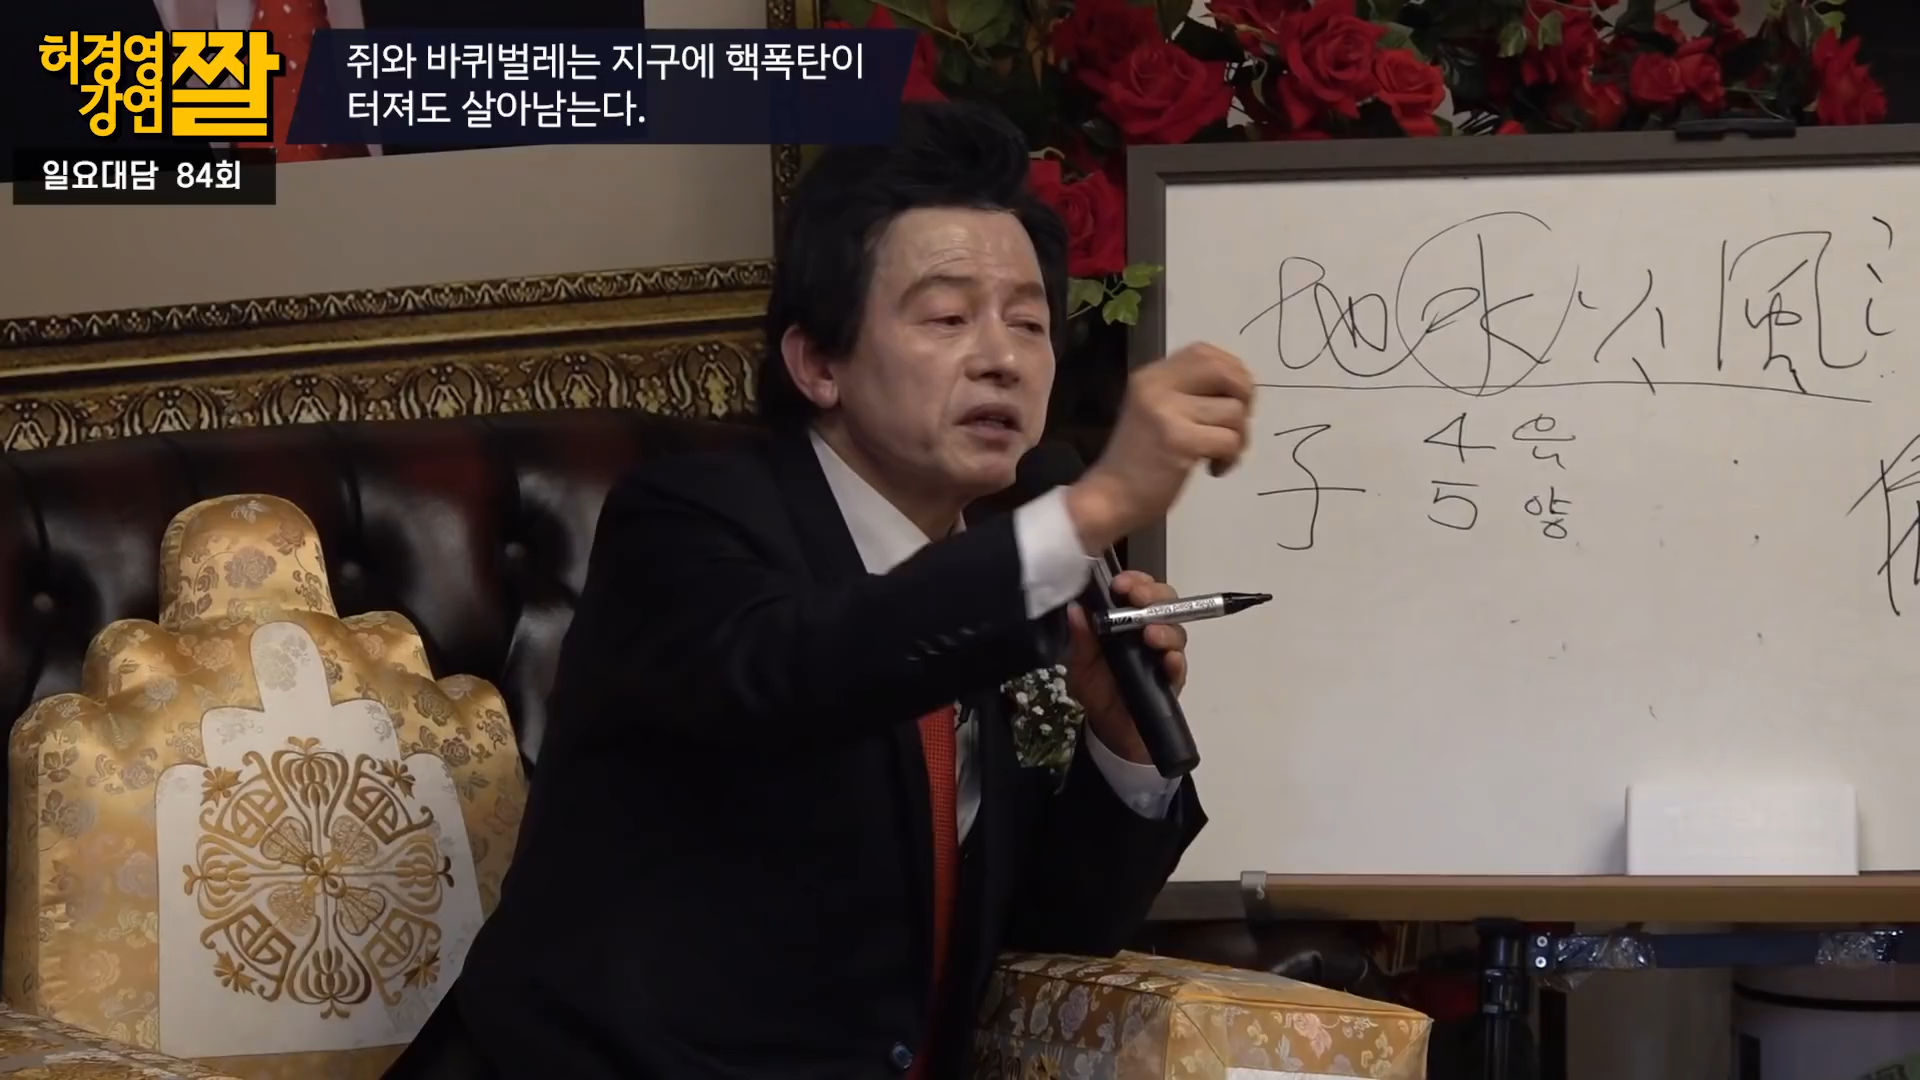 허경영
강연
짤
쥐와 바퀴벌레는 지구에 핵폭탄이
터져도 살아남는다.
일요대담 84회
地水火風
子 4 음
5 양